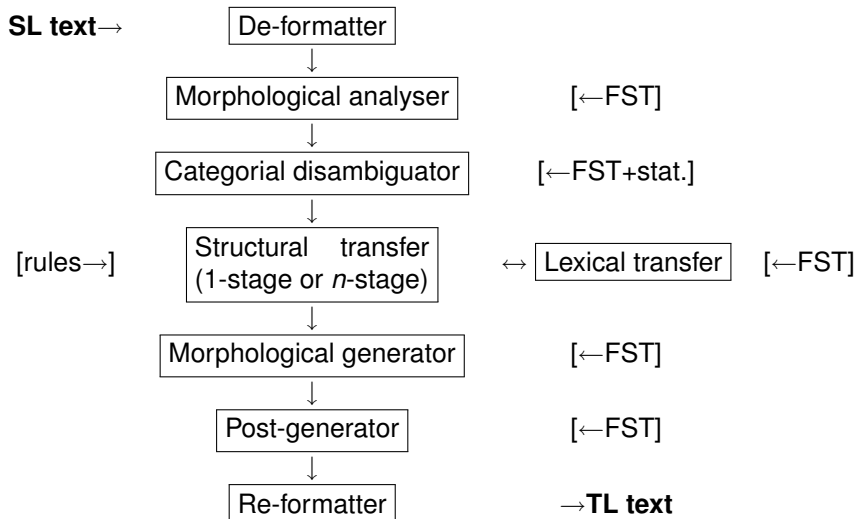 SL text→ De-formatter
↓
Morphological analyser [←FST]
↓
Categorial disambiguator [←FST+stat.]
↓
[rules→] Structural transfer
(1-stage or n-stage) ↔ Lexical transfer [←FST]
↓
Morphological generator [←FST]
↓
Post-generator [←FST]
↓
Re-formatter →TL text